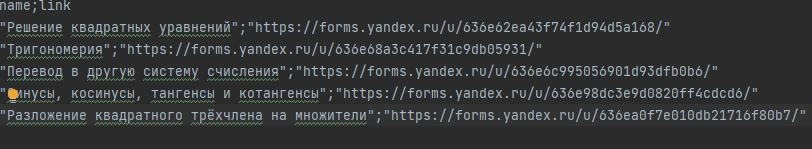 name;link
"Решение квадратных уравнений";"https://forms.yandex.ru/u/636e62ea43f74f1d94d5a168/"
"Тригономерия";"https://forms.yandex.ru/u/636e68a3c417f31c9db05931/"
"Перевод в другую систему счисления";"https://forms.yandex.ru/u/636e6c995056901d93dfb0b6/"
"инусы, косинусы, тангенсы и котангенсы";"https://forms.yandex.ru/u/636e98dc3e9d0820ff4cdcd6/"
"Разложение квадратного трёхчлена на множители";"https://forms.yandex.ru/u/636ea0f7e010db21716f80b7/"